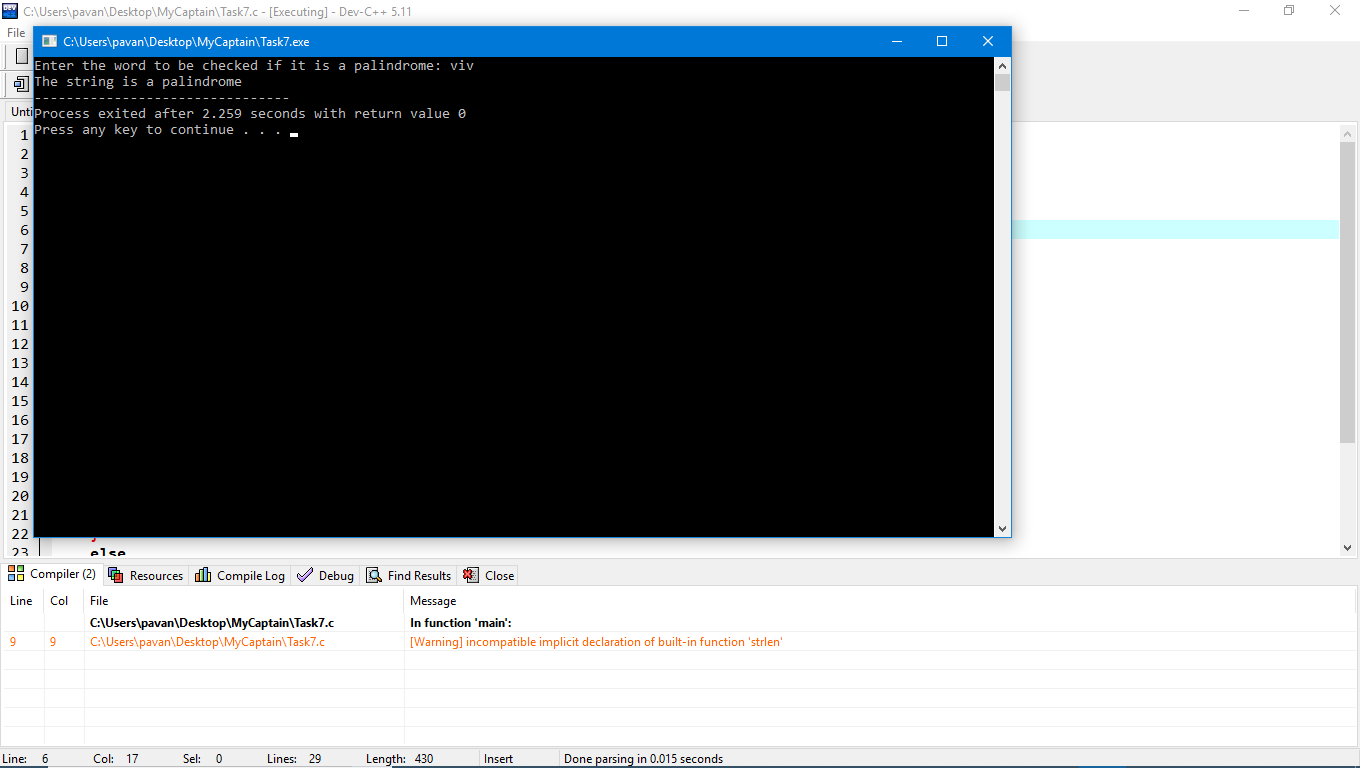 C:\Users\pavan\Desktop\MyCaptain\Task7.c - [Executing] - Dev-C++ 5.11
File
C:\Users\pavan\Desktop\MyCaptain\Task7.exe
Enter the word to be checked if it is a palindrome: viv
The string is a palindrome
--------------------------------
Process exited after 2.259 seconds with return value 0
Press any key to continue . . .
1
2
3
4
5
6
7
8
9
10
11
12
13
14
15
16
17
18
19
20
21
22
23 else
Compiler (2) Resources Compile Log Debug Find Results Close
Line Col File Message
C:\Users\pavan\Desktop\MyCaptain\Task7.c In function 'main':
9 9 C:\Users\pavan\Desktop\MyCaptain\Task7.c [Warning] incompatible implicit declaration of built-in function 'strlen'
Line: 6 Col: 17 Sel: 0 Lines: 29 Length: 430 Insert Done parsing in 0.015 seconds